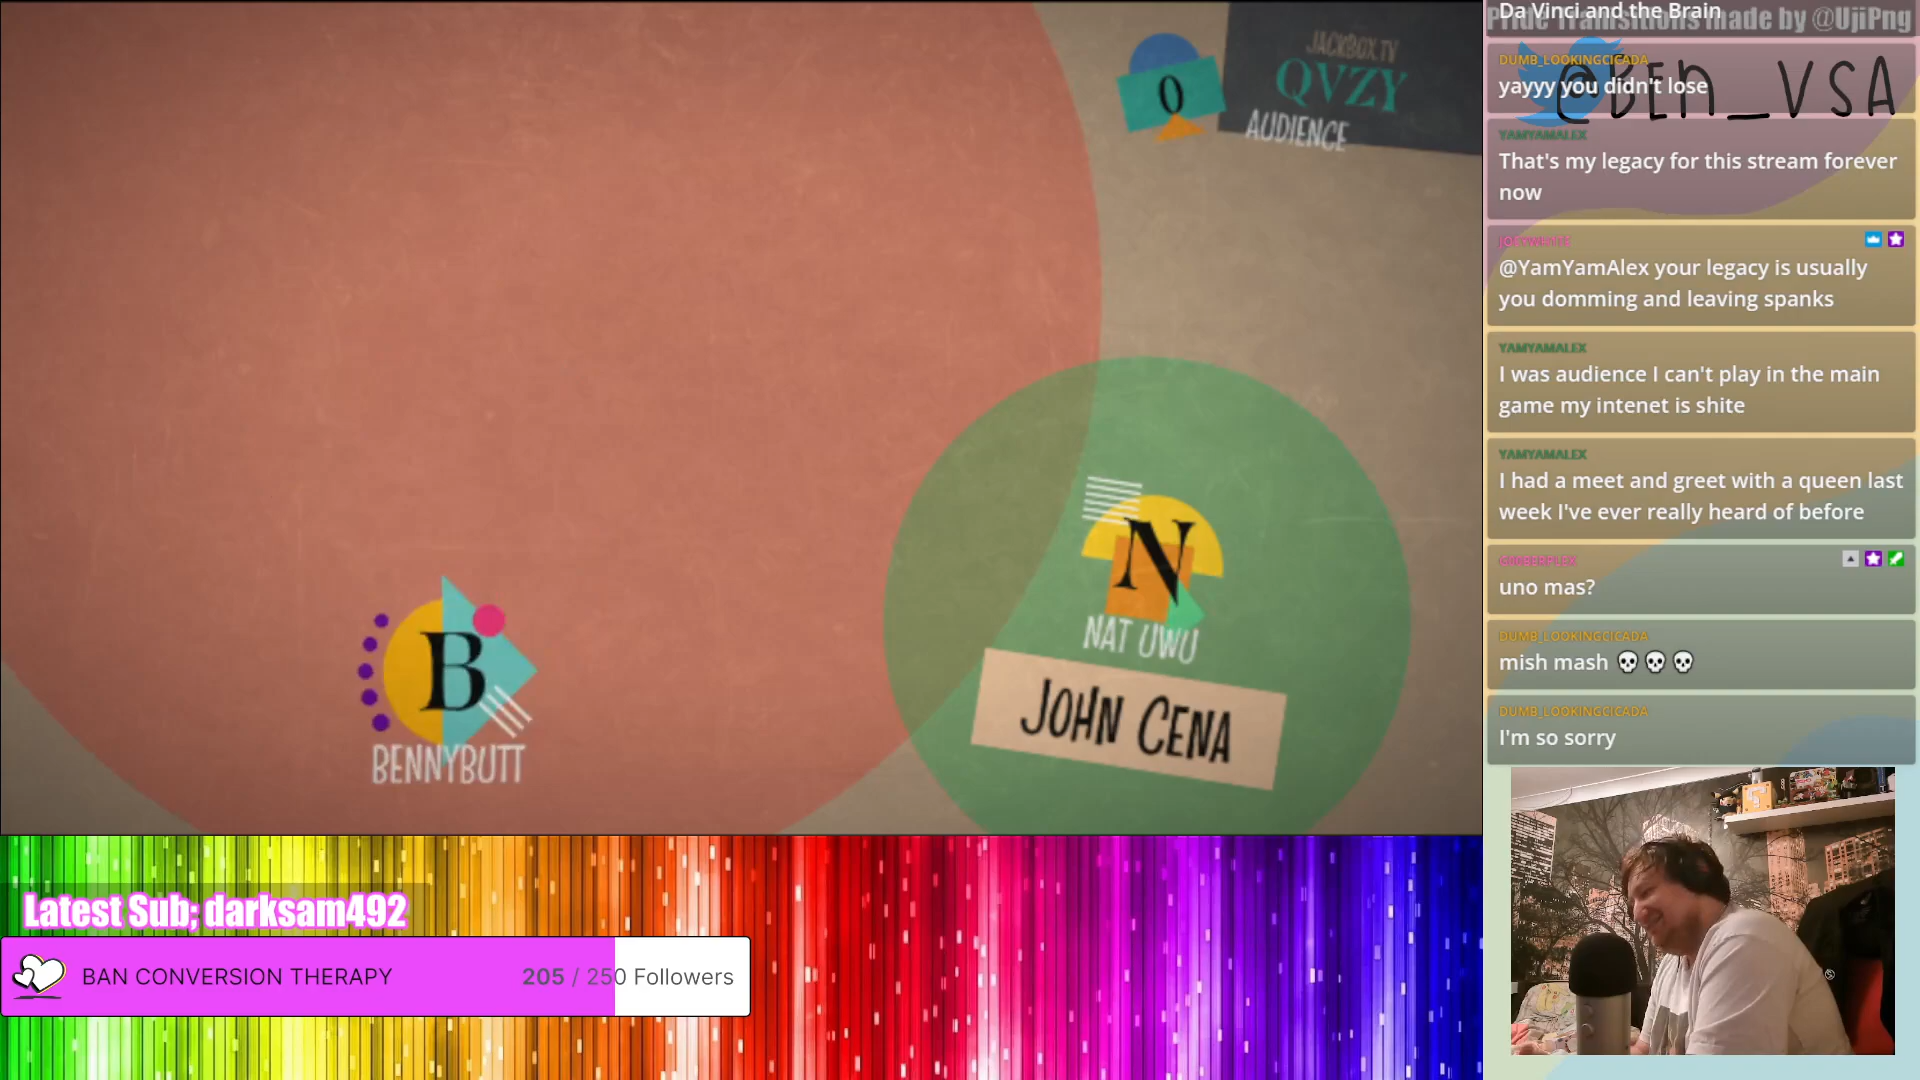 JACKBOX.TV
QVZY
0
AUDIENCE
B
BENNYBUTT
N
NAT UWU
JOHN CENA
Latest Sub; darksam492
BAN CONVERSION THERAPY
205 / 250 Followers
Da Vinci and the Brain
Pride Transitions made by @UjiPng
@BEn_VSA
DUMB_LOOKINGCICADA
yayyy you didn't lose
YAMYAMALEX
That's my legacy for this stream forever
now
@YamYamAlex your legacy is usually
you domming and leaving spanks
YAMYAMALEX
I was audience I can't play in the main
game my intenet is shite
YAMYAMALEX
I had a meet and greet with a queen last
week I've ever really heard of before
uno mas?
DUMB_LOOKINGCICADA
mish mash 💀 💀 💀
DUMB_LOOKINGCICADA
I'm so sorry